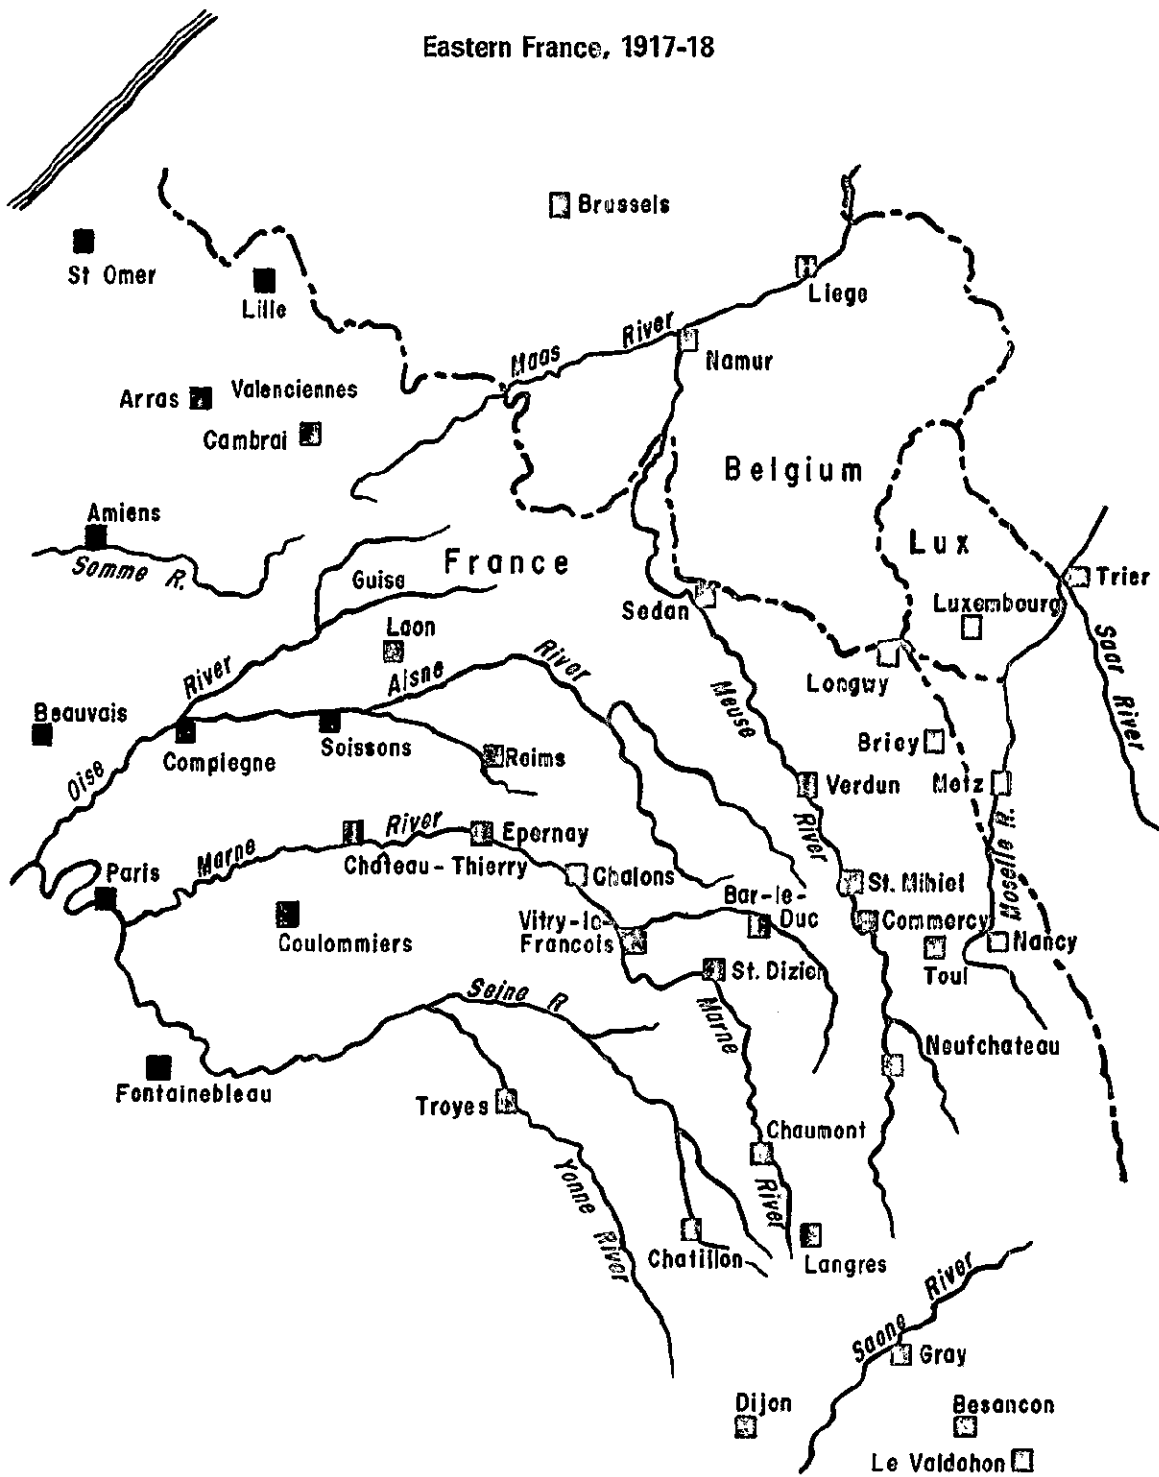 Eastern France, 1917-18
Brussels
St Omer
Lille
Liege
Maas River
Namur
Arras
Valenciennes
Cambrai
Belgium
Amiens
Somme R.
France
Lux
Guise
Trier
Sedan
Luxembourg
Laon
Saar River
Aisne River
Longwy
Meuse River
Beauvais
Oise River
Compiegne
Soissons
Reims
Briey
Verdun
Metz
Moselle R.
Marne River
Epernay
Chateau-Thierry
Paris
Chalons
St. Mihiel
Bar-le-
Duc
Commercy
Coulommiers
Vitry-le-
Francois
Toul
Nancy
St. Dizier
Seine R
Marne River
Neufchateau
Fontainebleau
Troyes
Chaumont
Yonne River
Chatillon
Langres
Saone River
Gray
Dijon
Besancon
Le Valdahon